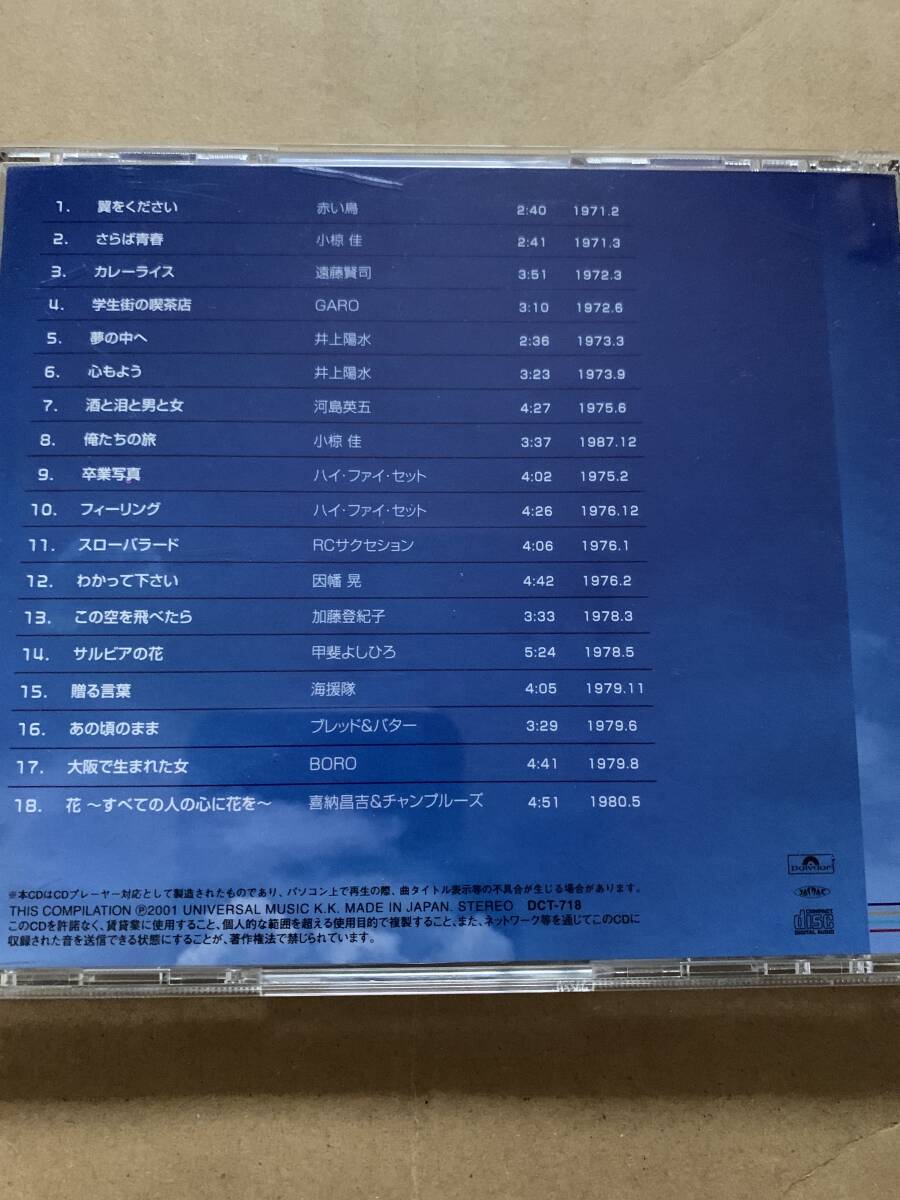 1. 翼をください 赤い鳥 2:40 1971.2
2. さらば青春 小椋 佳 2:41 1971.3
3. カレーライス 遠藤賢司 3:51 1972.3
4. 学生街の喫茶店 GARO 3:10 1972.6
5. 夢の中へ 井上陽水 2:36 1973.3
6. 心もよう 井上陽水 3:23 1973.9
7. 酒と泪と男と女 河島英五 4:27 1975.6
8. 俺たちの旅 小椋 佳 3:37 1987.12
9. 卒業写真 ハイ・ファイ・セット 4:02 1975.2
10. フィーリング ハイ・ファイ・セット 4:26 1976.12
11. スローバラード RCサクセション 4:06 1976.1
12. わかって下さい 因幡 晃 4:42 1976.2
13. この空を飛べたら 加藤登紀子 3:33 1978.3
14. サルビアの花 甲斐よしひろ 5:24 1978.5
15. 贈る言葉 海援隊 4:05 1979.11
16. あの頃のまま ブレッド&バター 3:29 1979.6
17. 大阪で生まれた女 BORO 4:41 1979.8
18. 花 〜すべての人の心に花を〜 喜納昌吉&チャンプルーズ 4:51 1980.5
Polydor
※本CDはCDプレーヤー対応として製造されたものであり、パソコン上で再生の際、曲タイトル表示等の不具合が生じる場合があります。
THIS COMPILATION ℗2001 UNIVERSAL MUSIC K.K. MADE IN JAPAN. STEREO DCT-718
このCDを許諾なく、賃貸業に使用すること、個人的な範囲を超える使用目的で複製すること、また、ネットワーク等を通じてこのCDに
収録された音を送信できる状態にすることが、著作権法で禁じられています。
COMPACT
disc
DIGITAL AUDIO